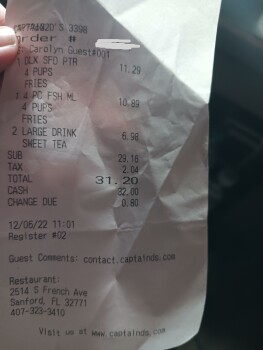 CAPTAIN D'S 3398
Order #
Carolyn Guest#001
1 DLX SFD PTR 11.29
4 PUPS
FRIES
1 4 PC FSH ML 10.89
4 PUPS
FRIES
2 LARGE DRINK 6.98
SWEET TEA
SUB 29.16
TAX 2.04
TOTAL 31.20
CASH 32.00
CHANGE DUE 0.80
12/06/22 11:01
Register #02
Guest Comments: contact.captainds.com
Restaurant:
2514 S French Ave
Sanford, FL 32771
407-323-4110
Visit us at www.captainds.com